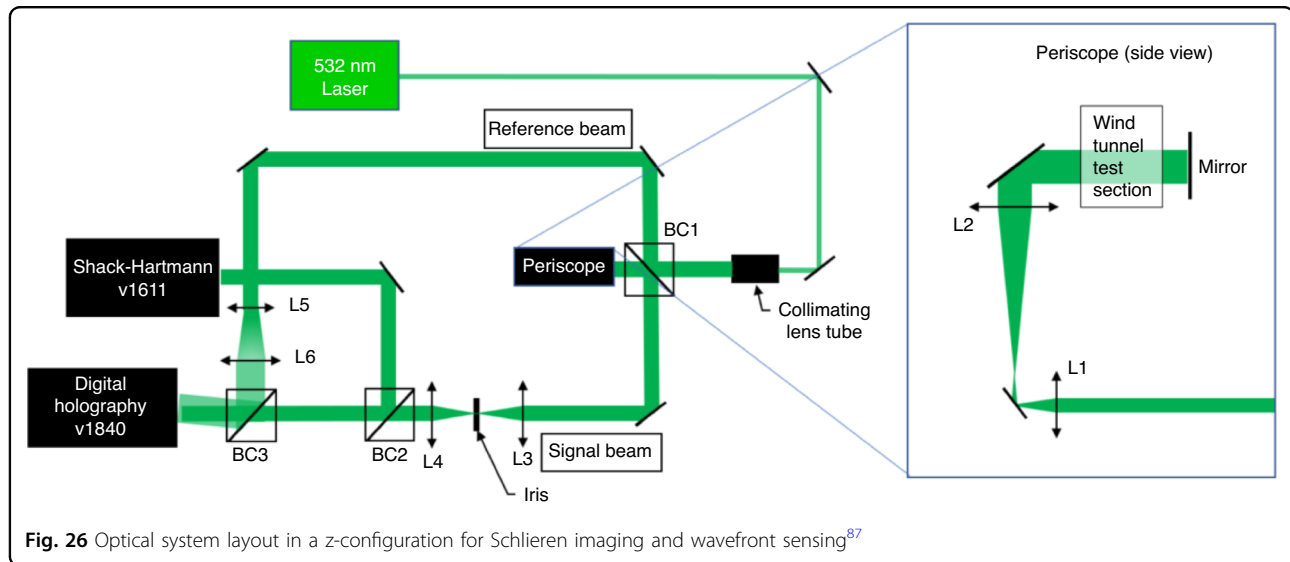 532 nm
Laser
Reference beam
Shack-Hartmann
v1611
L5
L6
Digital
holography
v1840
BC3
BC2
L4
Iris
L3
Signal beam
Periscope
BC1
Collimating
lens tube
Periscope (side view)
Wind
tunnel
test
section
Mirror
L2
L1
Fig. 26 Optical system layout in a z-configuration for Schlieren imaging and wavefront sensing87